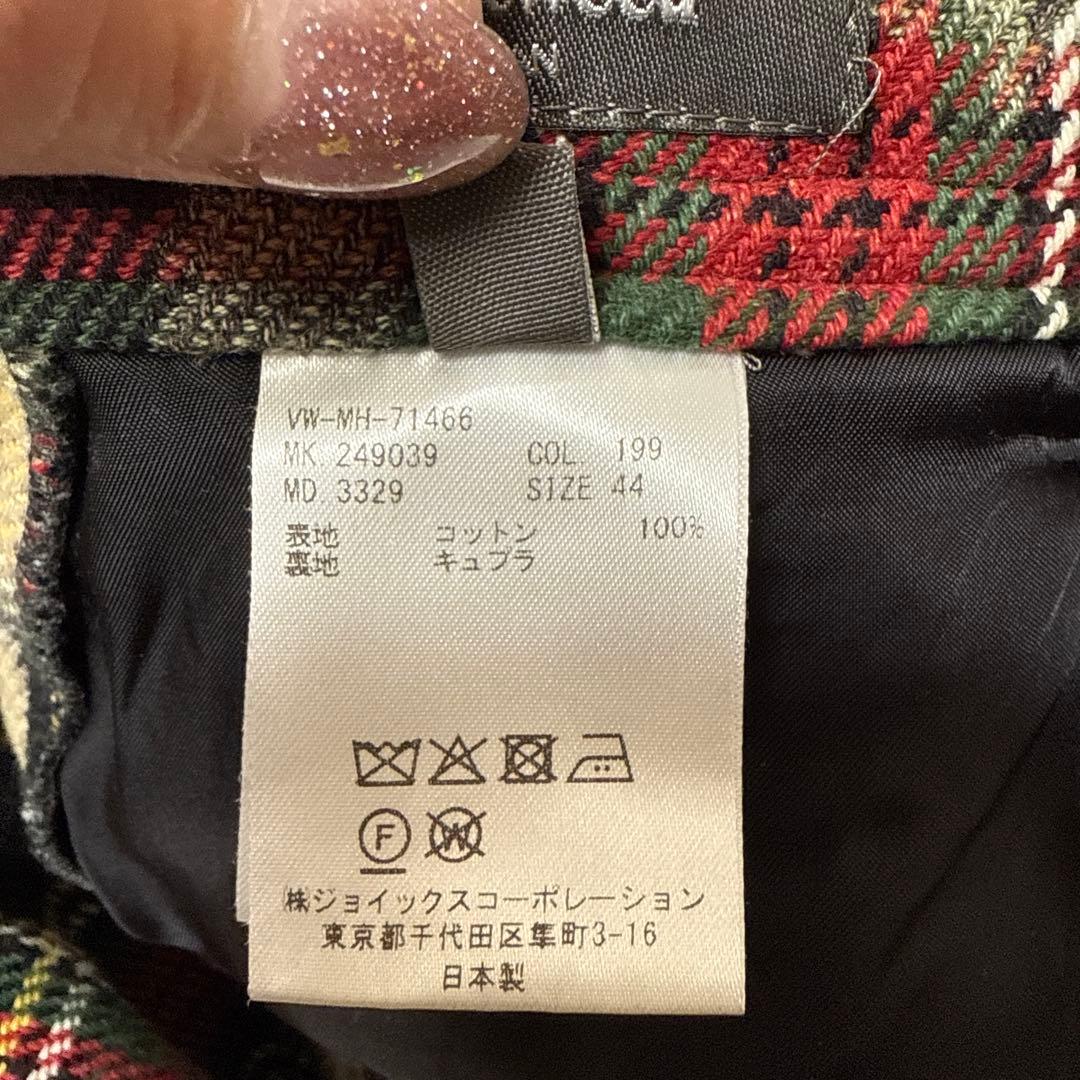 VW-MH-71466
MK. 249039 COL. 199
MD. 3329 SIZE 44
表地 コットン 100%
裏地 キュプラ
F
W
㈱ジョイックスコーポレーション
東京都千代田区隼町3-16
日本製